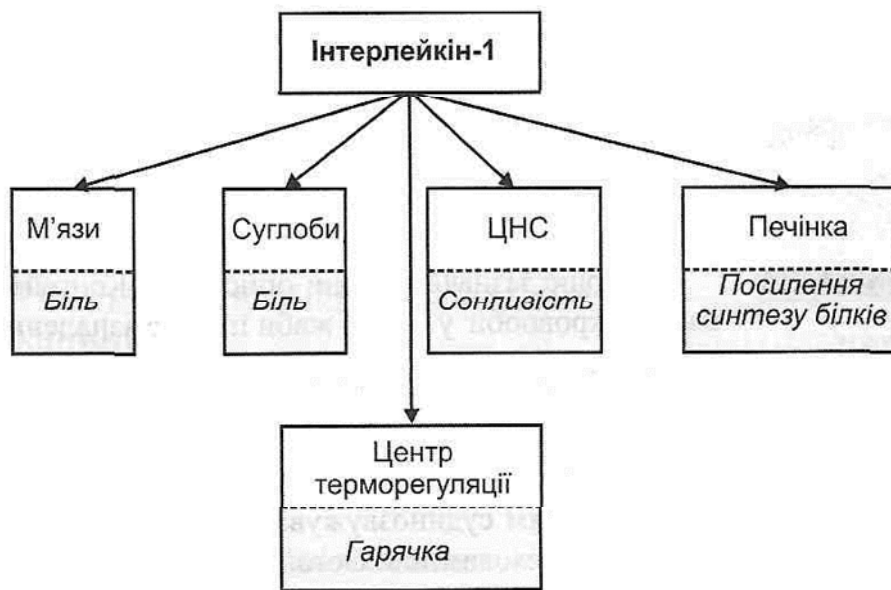 Інтерлейкін-1
М’язи
Біль
Суглоби
Біль
ЦНС
Сонливість
Печінка
Посилення
синтезу білків
Центр
терморегуляції
Гарячка